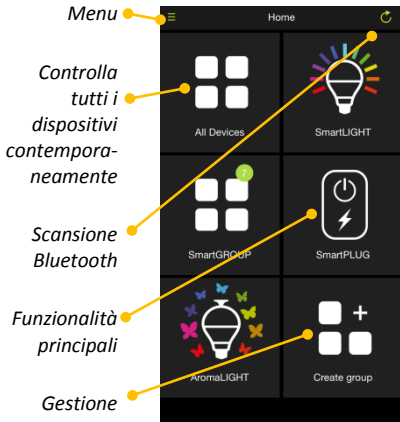 Menu
Controlla
tutti i
dispositivi
contempora-
neamente
Scansione
Bluetooth
Funzionalità
principali
Gestione
Home
All Devices
SmartLIGHT
7
SmartGROUP
SmartPLUG
AromaLIGHT
Create group